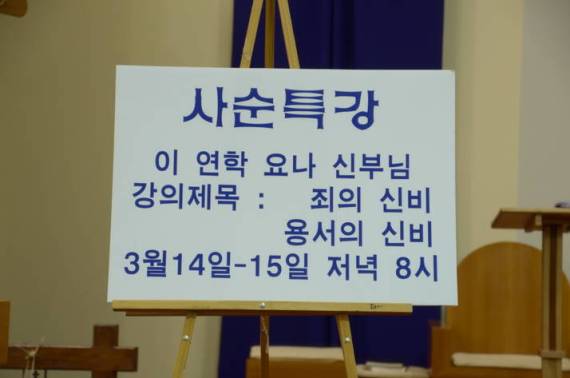 사순특강
이 연학 요나 신부님
강의제목 : 죄의 신비
용서의 신비
3월14일-15일 저녁 8시